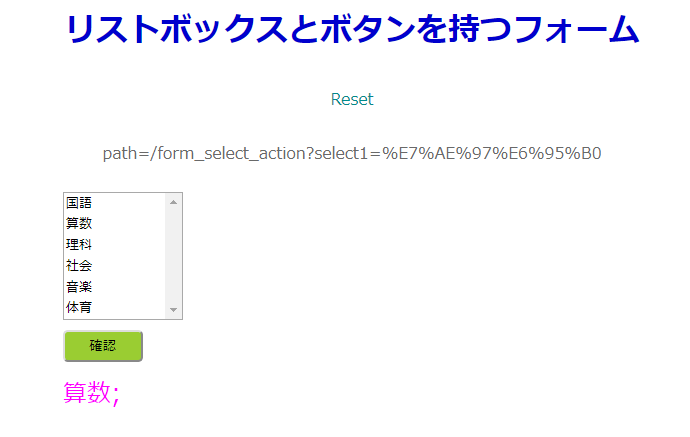 リストボックスとボタンを持つフォーム
Reset
path=/form_select_action?select1=%E7%AE%97%E6%95%B0
国語
算数
理科
社会
音楽
体育
確認
算数;